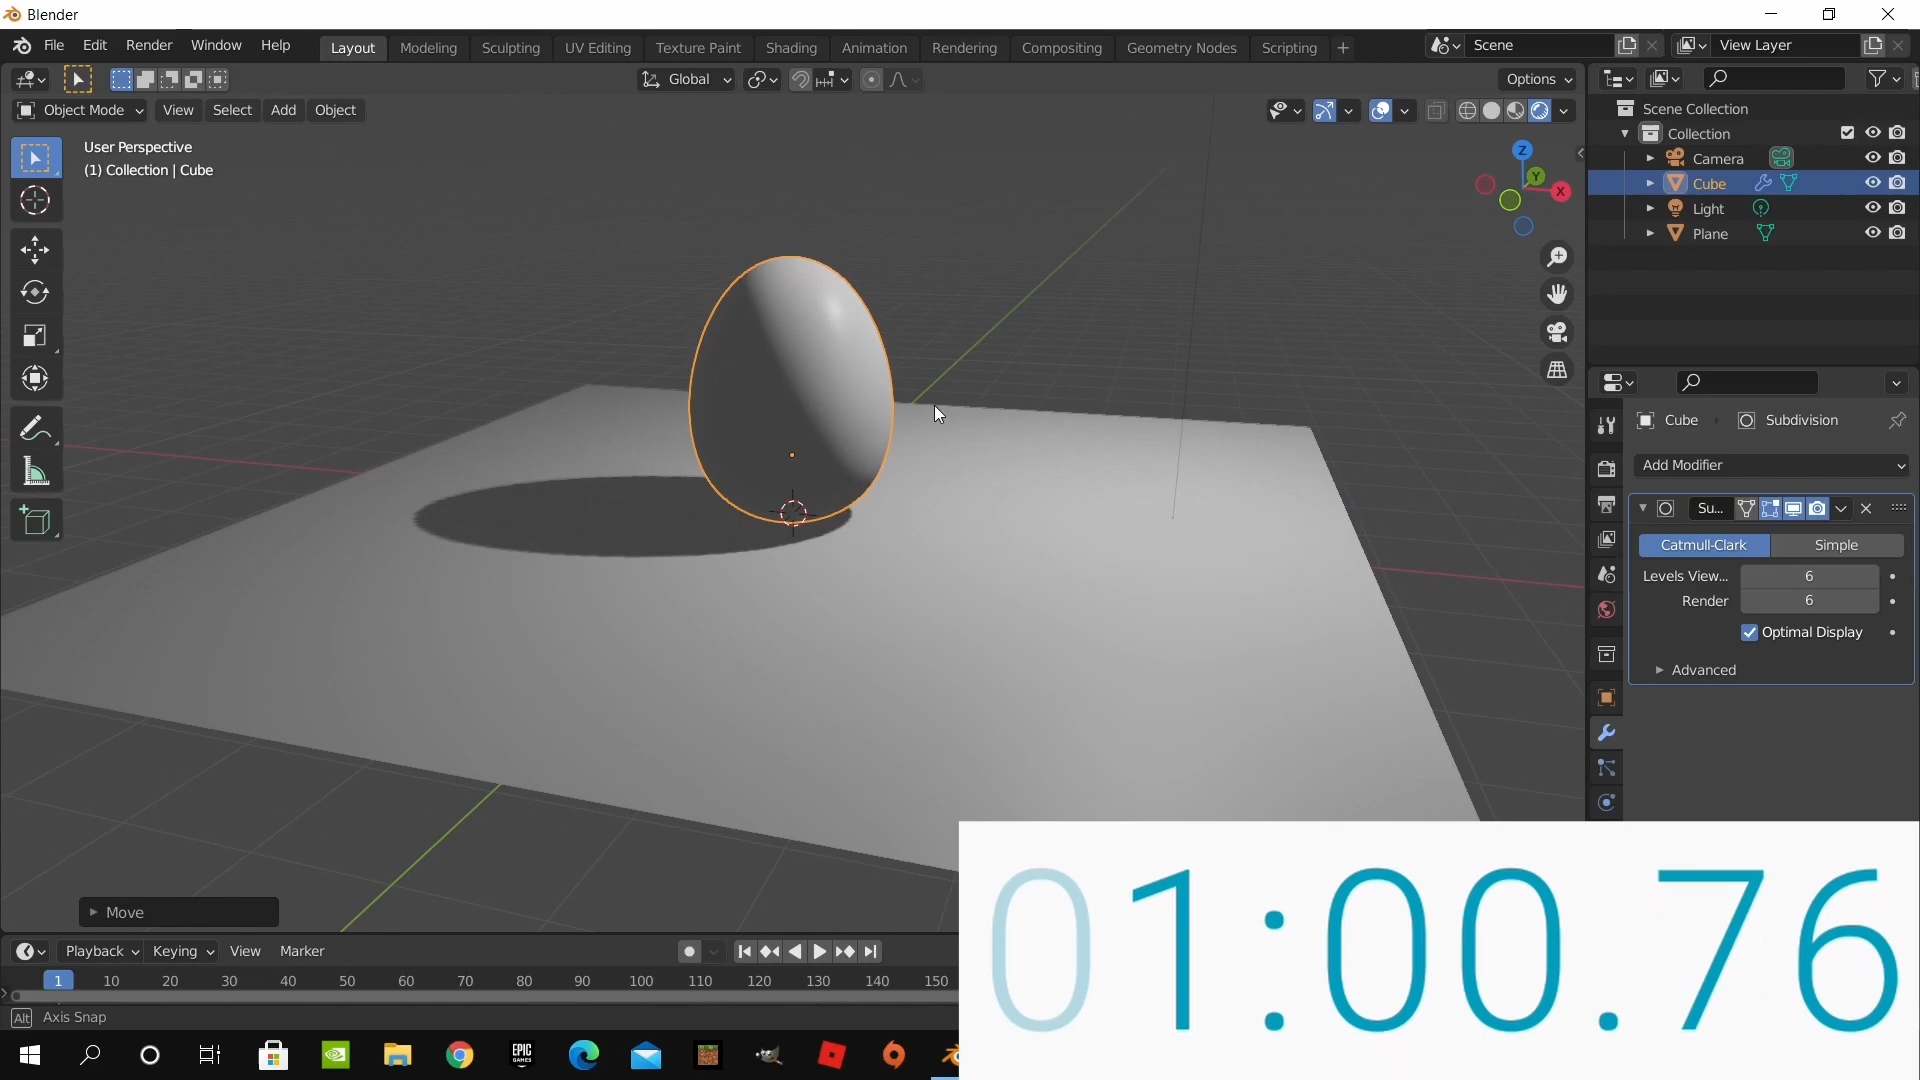 Blender
File Edit Render Window Help Layout Modeling Sculpting UV Editing Texture Paint Shading Animation Rendering Compositing Geometry Nodes Scripting + Scene View Layer
Global Options
Object Mode View Select Add Object
User Perspective
(1) Collection | Cube
Z
Y
X
Scene Collection
Collection
Camera
Cube
Light
Plane
Cube Subdivision
Add Modifier
Su...
Catmull-Clark Simple
Levels View... 6
Render 6
Optimal Display
Advanced
Move
Playback Keying View Marker
1 10 20 30 40 50 60 70 80 90 100 110 120 130 140 150
Alt Axis Snap
EPIC
GAMES
01:00.76